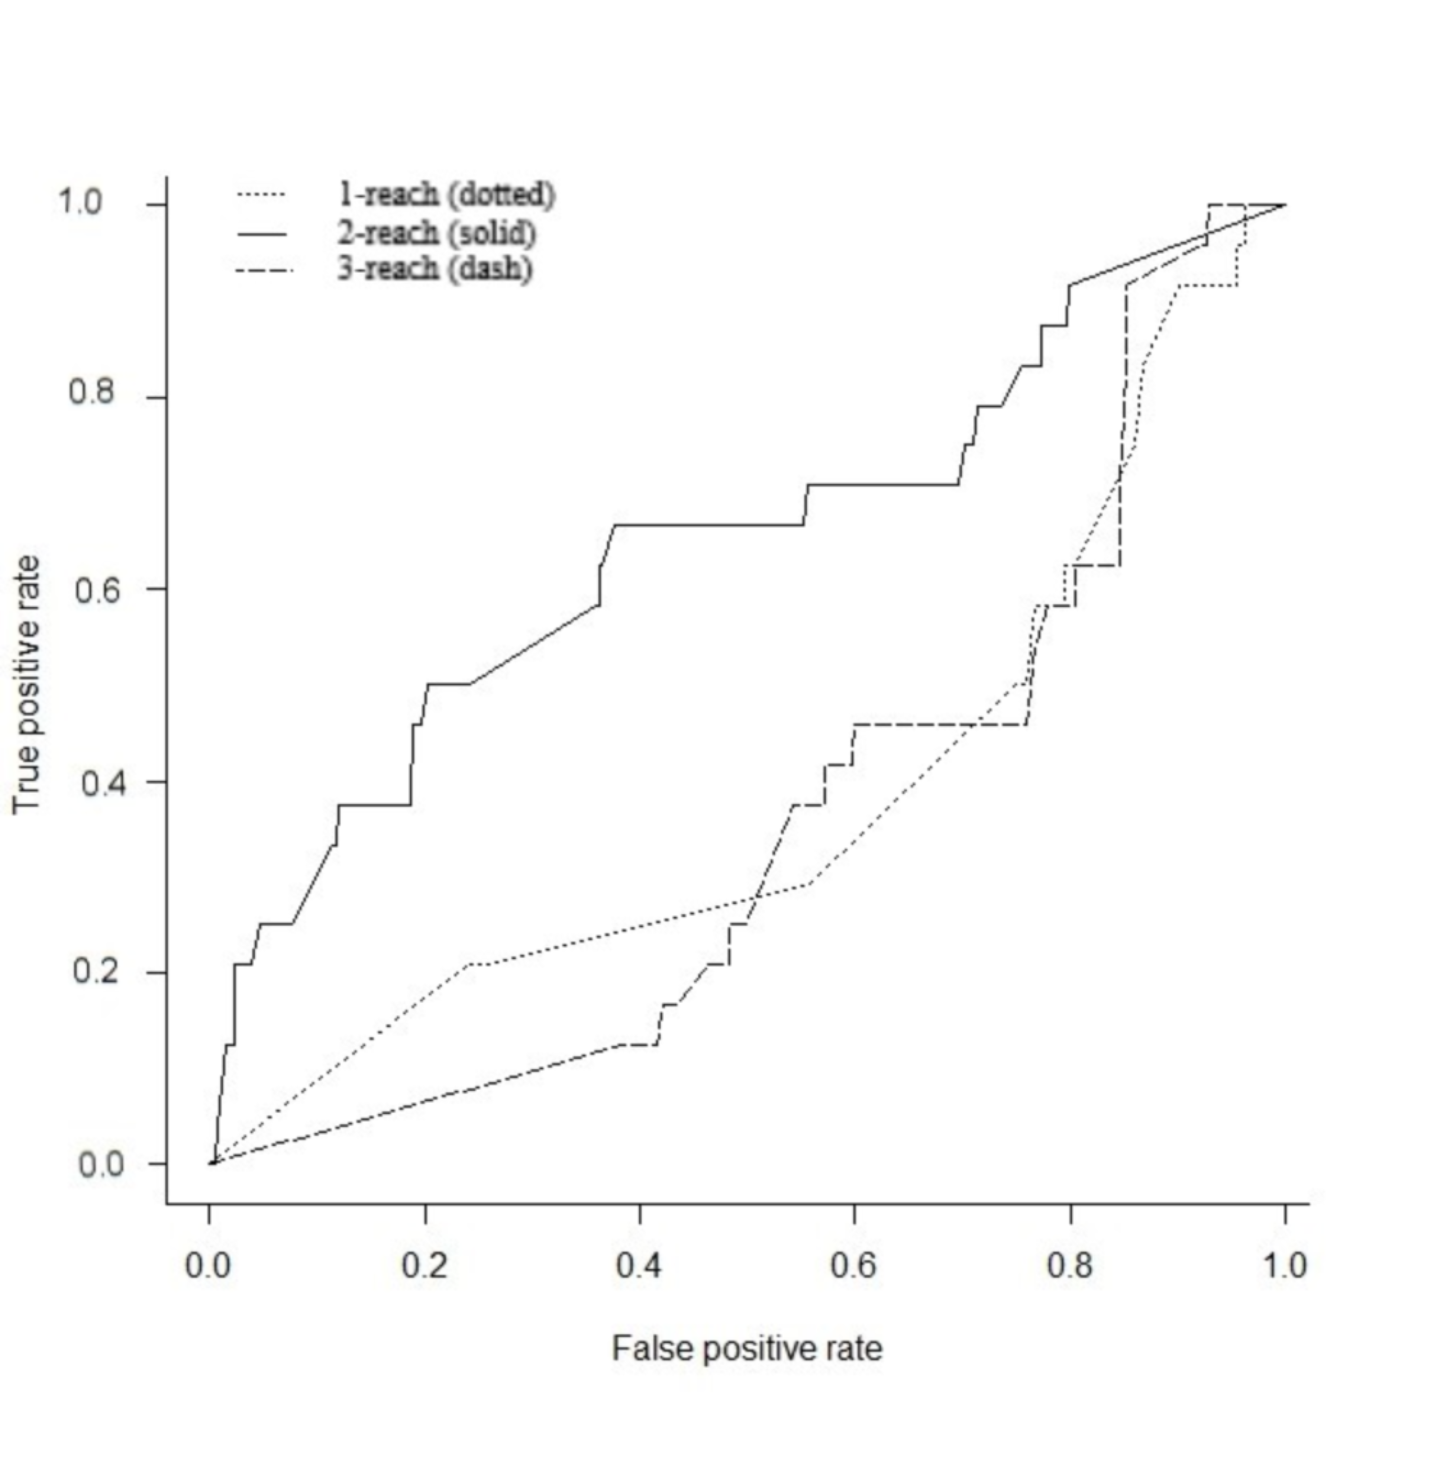 1-reach (dotted)
2-reach (solid)
3-reach (dash)
1.0
0.8
0.6
0.4
0.2
0.0
True positive rate
0.0 0.2 0.4 0.6 0.8 1.0
False positive rate